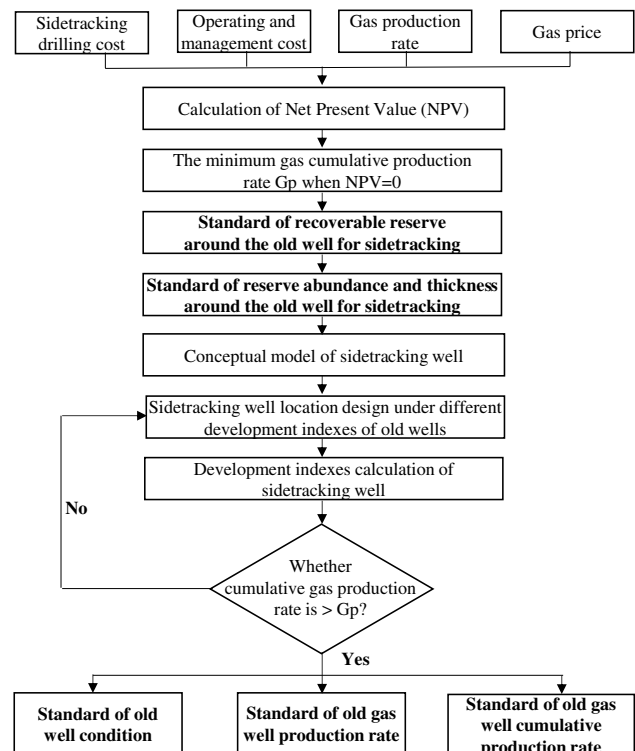 Sidetracking
drilling cost
Operating and
management cost
Gas production
rate
Gas price
Calculation of Net Present Value (NPV)
The minimum gas cumulative production
rate Gp when NPV=0
Standard of recoverable reserve
around the old well for sidetracking
Standard of reserve abundance and thickness
around the old well for sidetracking
Conceptual model of sidetracking well
Sidetracking well location design under different
development indexes of old wells
Development indexes calculation of
sidetracking well
No
Whether
cumulative gas production
rate is > Gp?
Yes
Standard of old
well condition
Standard of old gas
well production rate
Standard of old gas
well cumulative
production rate